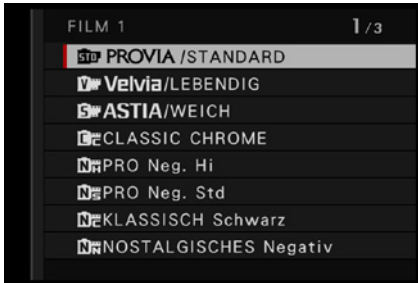 FILM 1 1/3
STD PROVIA /STANDARD
V Velvia/LEBENDIG
S ASTIA/WEICH
CLASSIC CHROME
PRO Neg. Hi
PRO Neg. Std
KLASSISCH Schwarz
NOSTALGISCHES Negativ